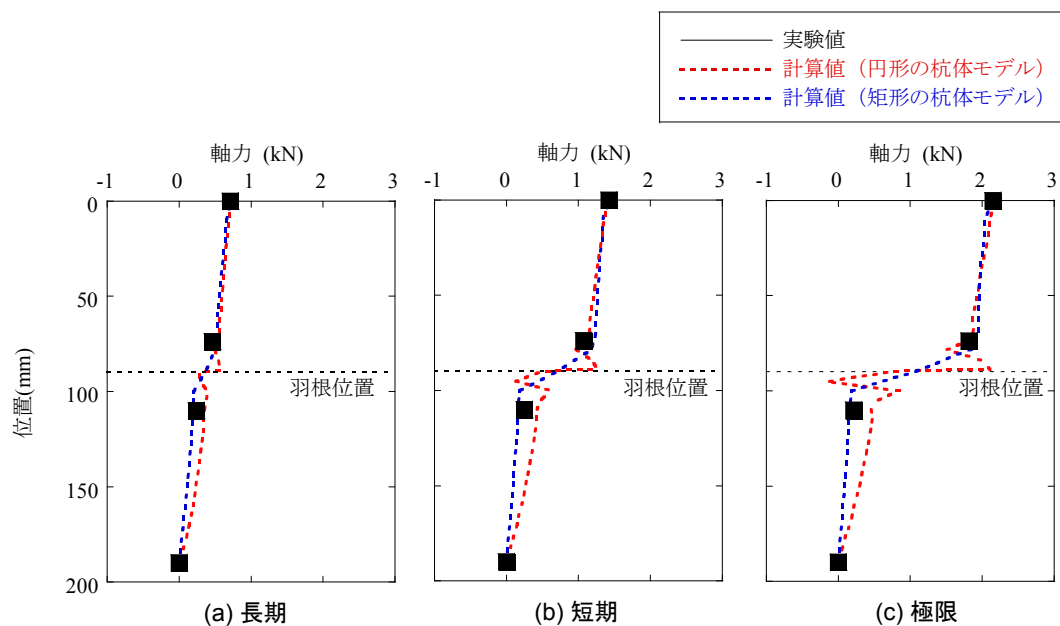 実験値
計算値（円形の杭体モデル）
計算値（矩形の杭体モデル）
軸力 (kN)
-1 0 1 2 3
軸力 (kN)
-1 0 1 2 3
軸力 (kN)
-1 0 1 2 3
位置(mm)
0
50
100
150
200
羽根位置
羽根位置
羽根位置
(a) 長期
(b) 短期
(c) 極限